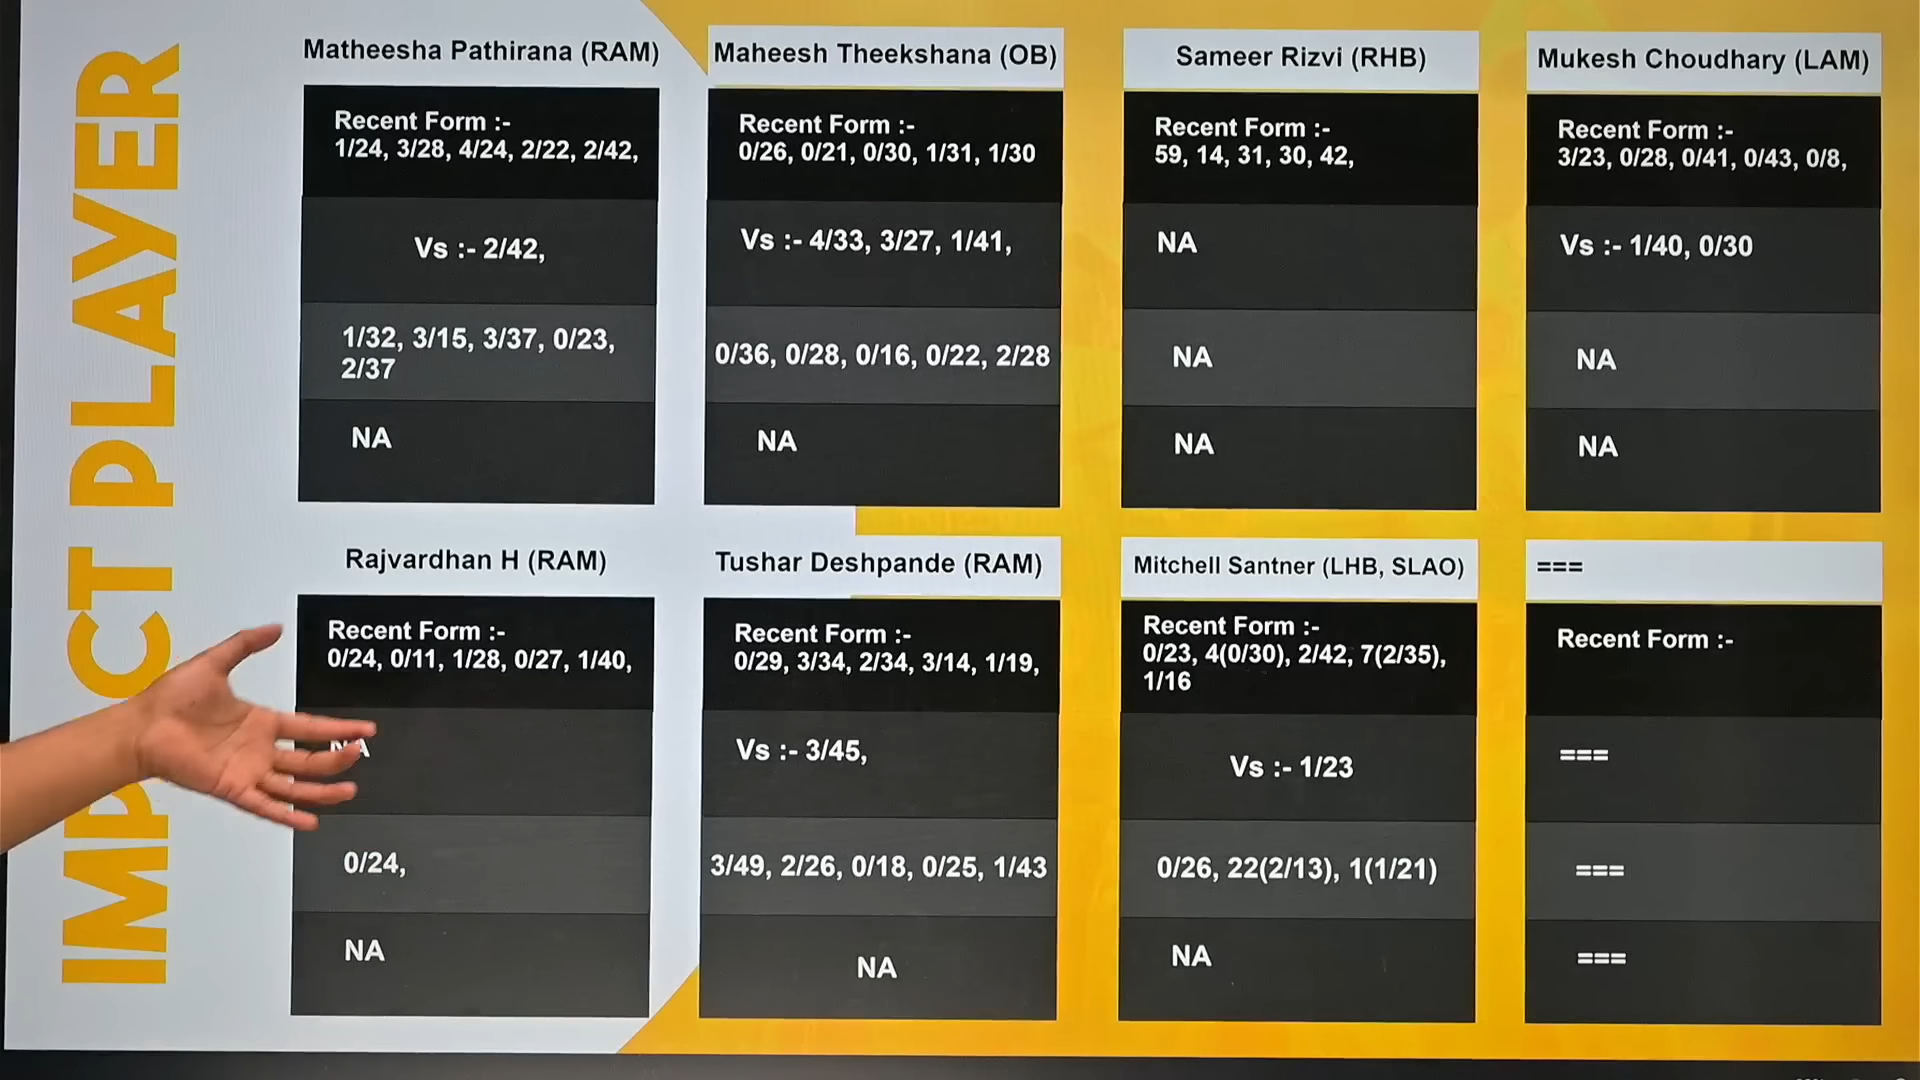 IMPACT PLAYER
Matheesha Pathirana (RAM)
Recent Form :-
1/24, 3/28, 4/24, 2/22, 2/42,
Vs :- 2/42,
1/32, 3/15, 3/37, 0/23,
2/37
NA
Maheesh Theekshana (OB)
Recent Form :-
0/26, 0/21, 0/30, 1/31, 1/30
Vs :- 4/33, 3/27, 1/41,
0/36, 0/28, 0/16, 0/22, 2/28
NA
Sameer Rizvi (RHB)
Recent Form :-
59, 14, 31, 30, 42,
NA
NA
NA
Mukesh Choudhary (LAM)
Recent Form :-
3/23, 0/28, 0/41, 0/43, 0/8,
Vs :- 1/40, 0/30
NA
NA
Rajvardhan H (RAM)
Recent Form :-
0/24, 0/11, 1/28, 0/27, 1/40,
NA
0/24,
NA
Tushar Deshpande (RAM)
Recent Form :-
0/29, 3/34, 2/34, 3/14, 1/19,
Vs :- 3/45,
3/49, 2/26, 0/18, 0/25, 1/43
NA
Mitchell Santner (LHB, SLAO)
Recent Form :-
0/23, 4(0/30), 2/42, 7(2/35),
1/16
Vs :- 1/23
0/26, 22(2/13), 1(1/21)
NA
===
Recent Form :-
===
===
===